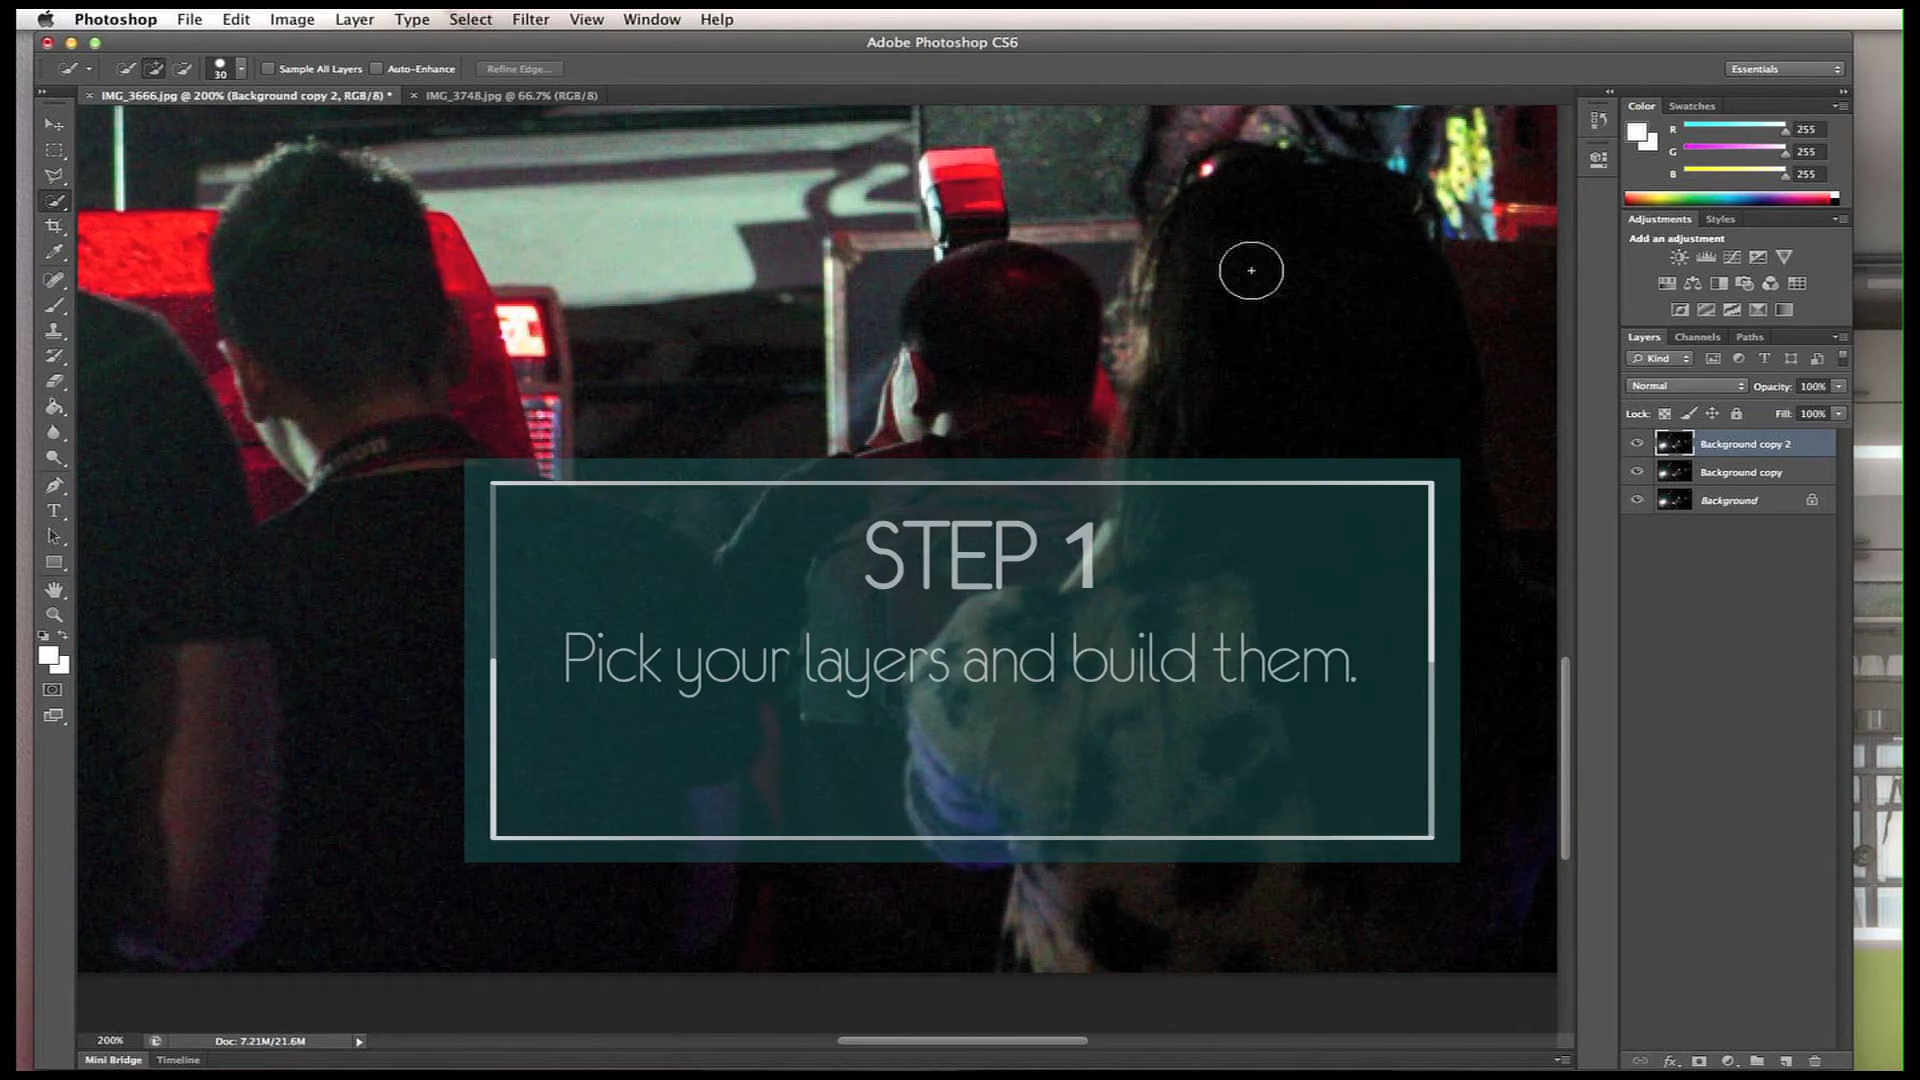 Photoshop File Edit Image Layer Type Select Filter View Window Help
Adobe Photoshop CS6
30 Sample All Layers Auto-Enhance Refine Edge... Essentials
IMG_3666.jpg @ 200% (Background copy 2, RGB/8) * IMG_3748.jpg @ 66.7% (RGB/8)
Color Swatches
R 255
G 255
B 255
Adjustments Styles
Add an adjustment
Layers Channels Paths
Kind
Normal Opacity: 100%
Lock: Fill: 100%
Background copy 2
Background copy
Background
STEP 1
Pick your layers and build them.
200% Doc: 7.21M/21.6M
Mini Bridge Timeline